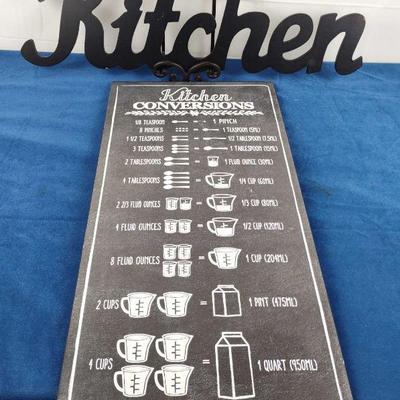 Kitchen
Kitchen
CONVERSIONS
1/8 TEASPOON = 1 PINCH
8 PINCHES = 1 TEASPOON (5ML)
1 1/2 TEASPOONS = 1/2 TABLESPOON (7.5ML)
3 TEASPOONS = 1 TABLESPOON (15ML)
2 TABLESPOONS = 1 FLUID OUNCE (30ML)
4 TABLESPOONS = 1/4 CUP (60ML)
2 2/3 FLUID OUNCES = 1/3 CUP (80ML)
4 FLUID OUNCES = 1/2 CUP (120ML)
8 FLUID OUNCES = 1 CUP (204ML)
2 CUPS = 1 PINT (475ML)
4 CUPS = 1 QUART (950ML)